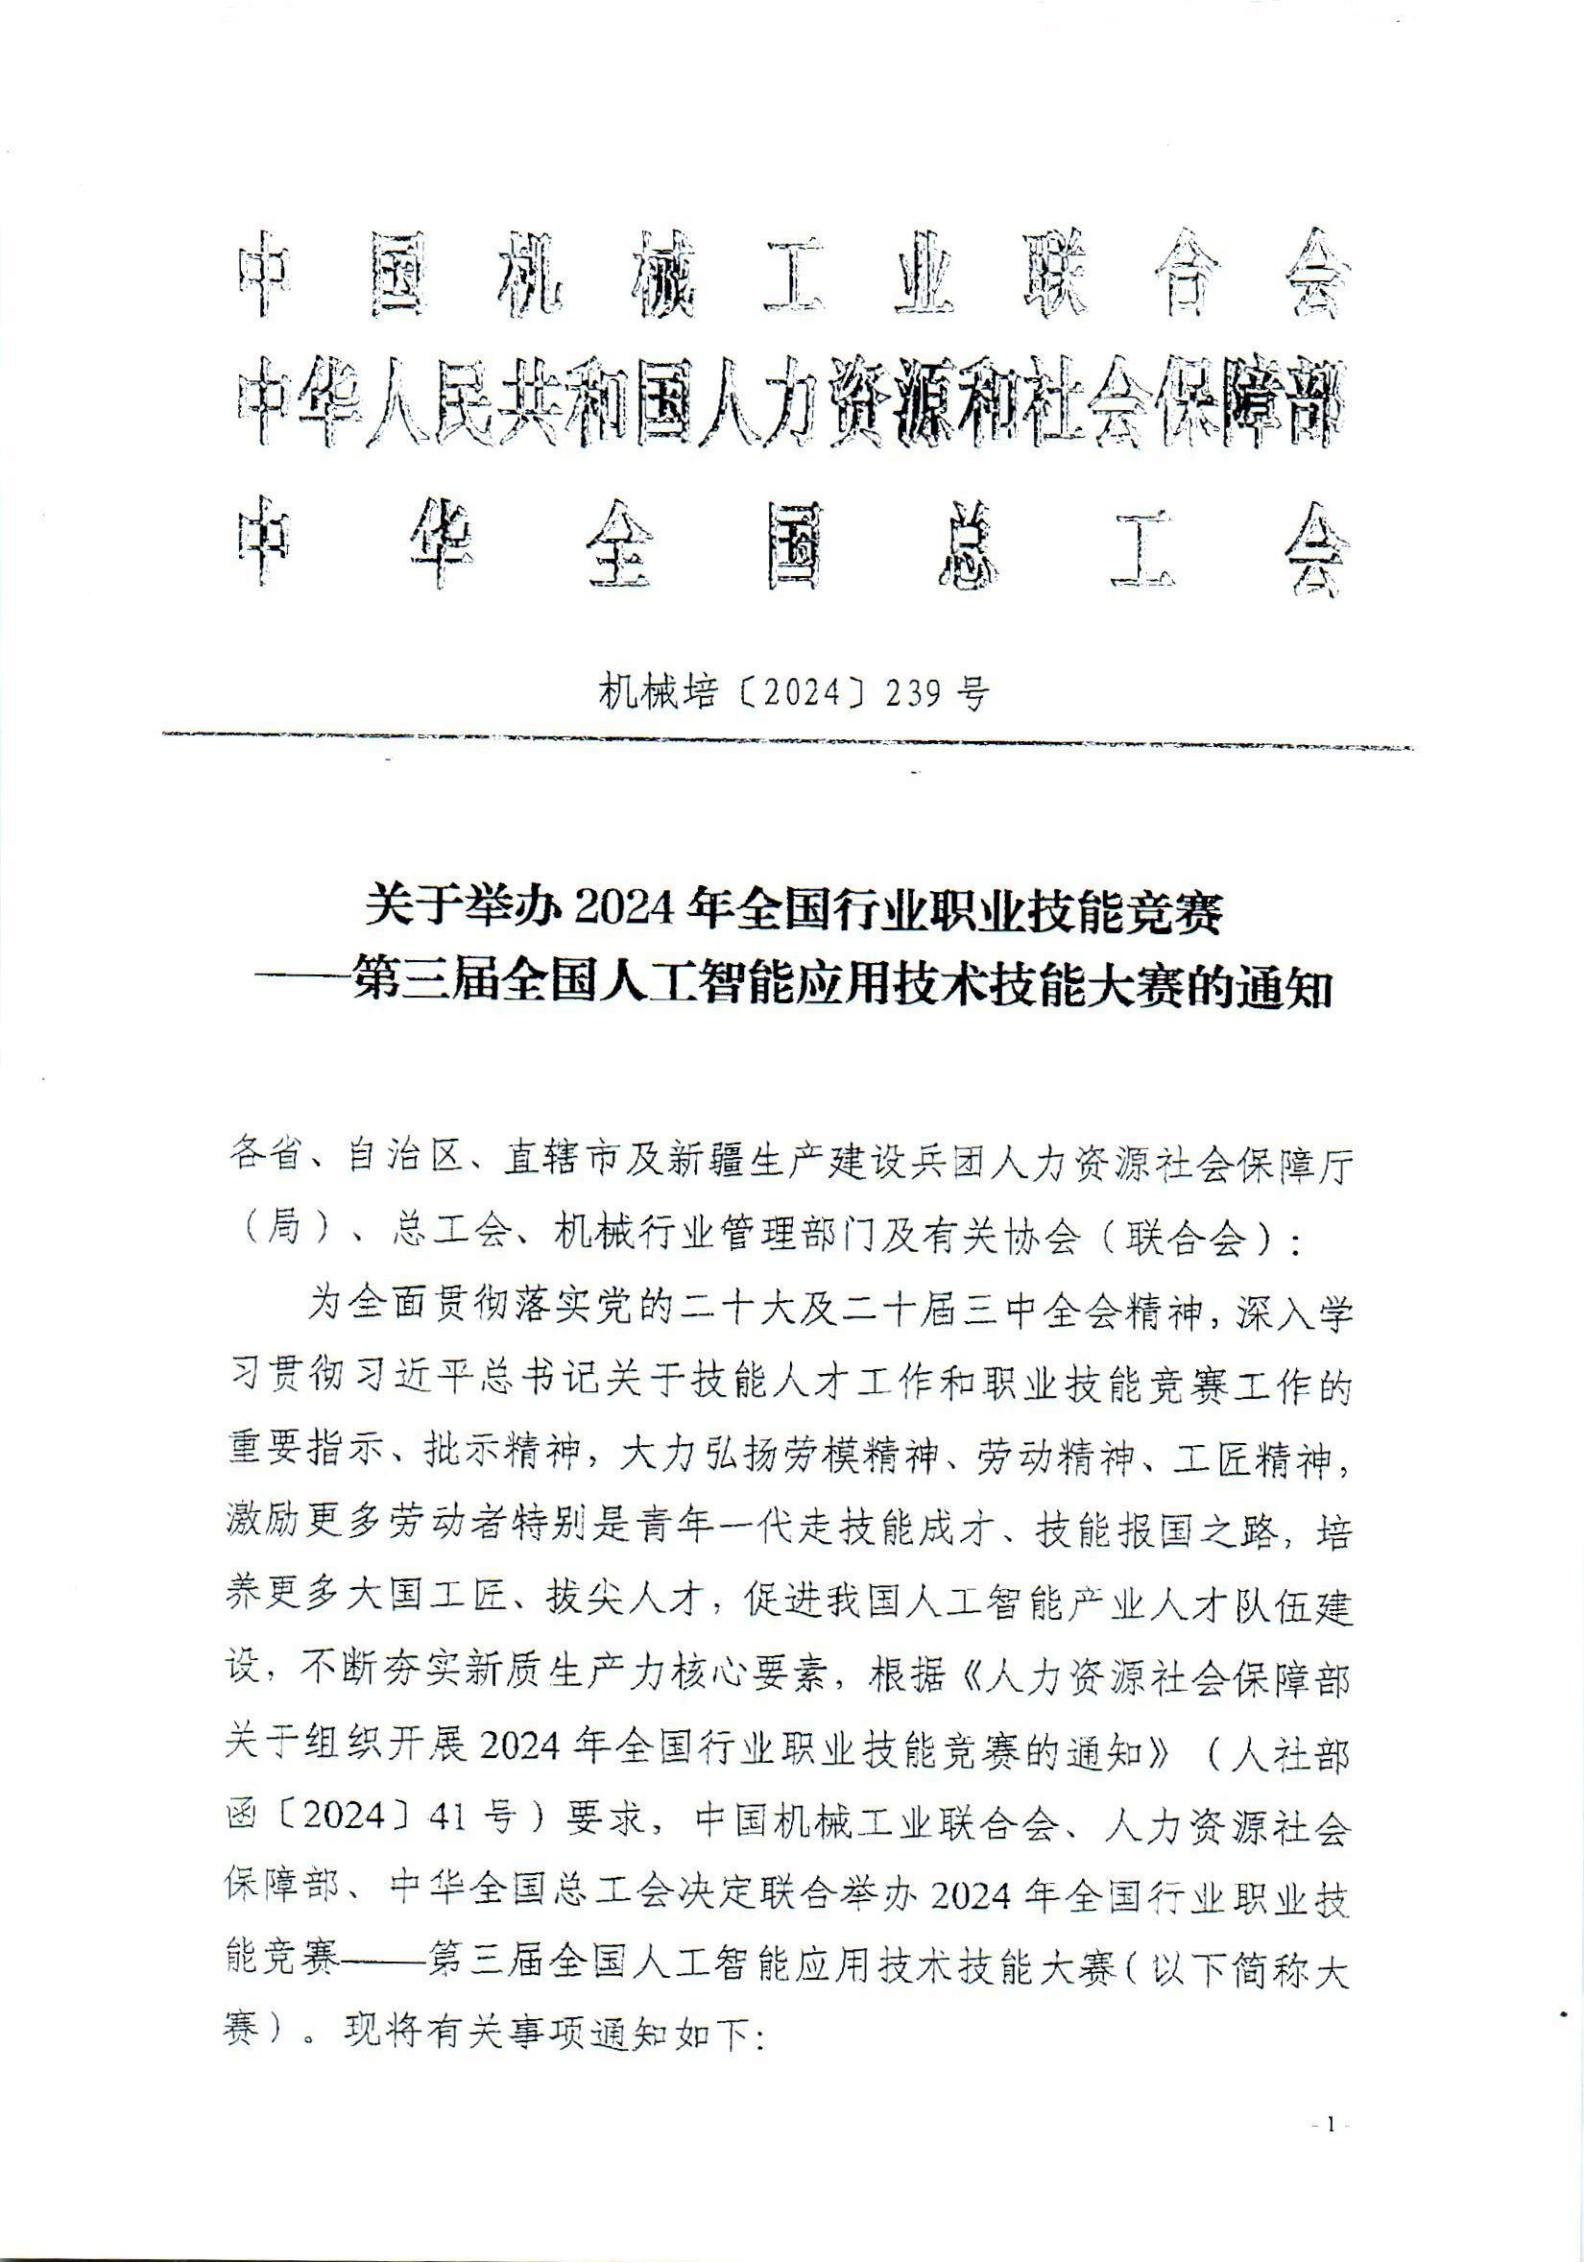 中国机械工业联合会
中华人民共和国人力资源和社会保障部
中华全国总工会
机械培〔2024〕239号
关于举办2024年全国行业职业技能竞赛
——第三届全国人工智能应用技术技能大赛的通知
各省、自治区、直辖市及新疆生产建设兵团人力资源社会保障厅
（局）、总工会、机械行业管理部门及有关协会（联合会）：
为全面贯彻落实党的二十大及二十届三中全会精神，深入学
习贯彻习近平总书记关于技能人才工作和职业技能竞赛工作的
重要指示、批示精神，大力弘扬劳模精神、劳动精神、工匠精神，
激励更多劳动者特别是青年一代走技能成才、技能报国之路，培
养更多大国工匠、拔尖人才，促进我国人工智能产业人才队伍建
设，不断夯实新质生产力核心要素，根据《人力资源社会保障部
关于组织开展2024年全国行业职业技能竞赛的通知》（人社部
函〔2024〕41号）要求，中国机械工业联合会、人力资源社会
保障部、中华全国总工会决定联合举办2024年全国行业职业技
能竞赛——第三届全国人工智能应用技术技能大赛（以下简称大
赛）。现将有关事项通知如下：
- 1 -